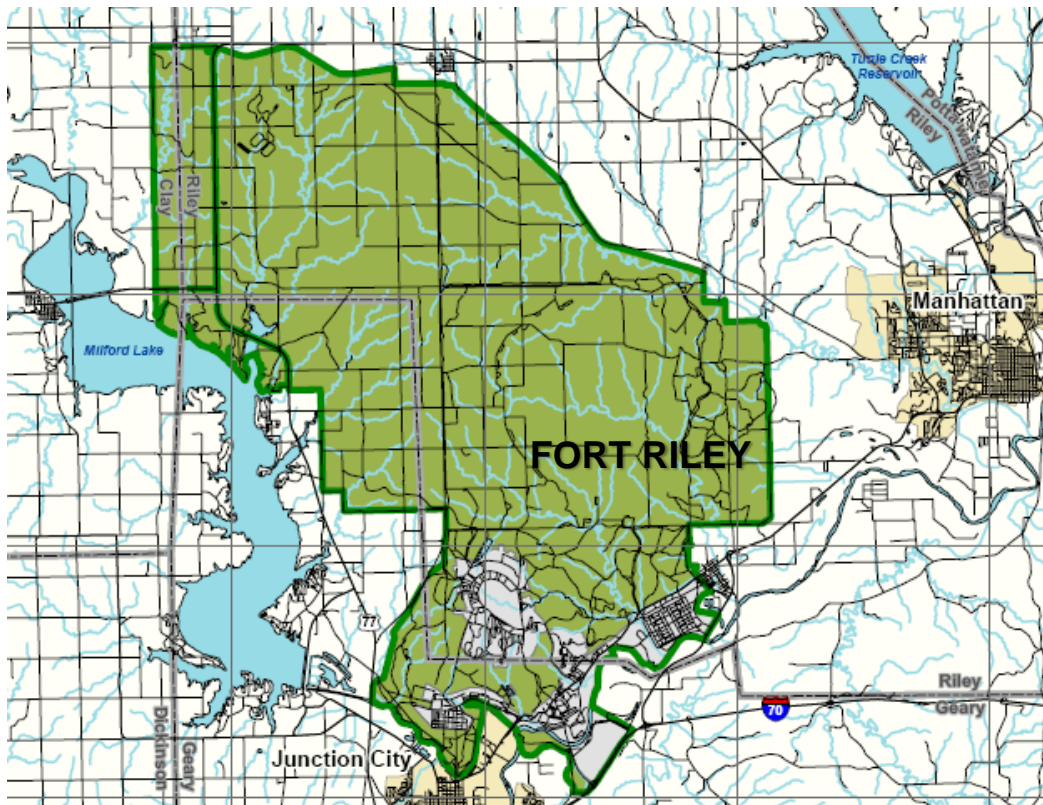 Tuttle Creek
Reservoir
Pottawatomie
Riley
Riley
Clay
Manhattan
Milford Lake
FORT RILEY
77
Riley
70
Geary
Dickinson
Geary
Junction City